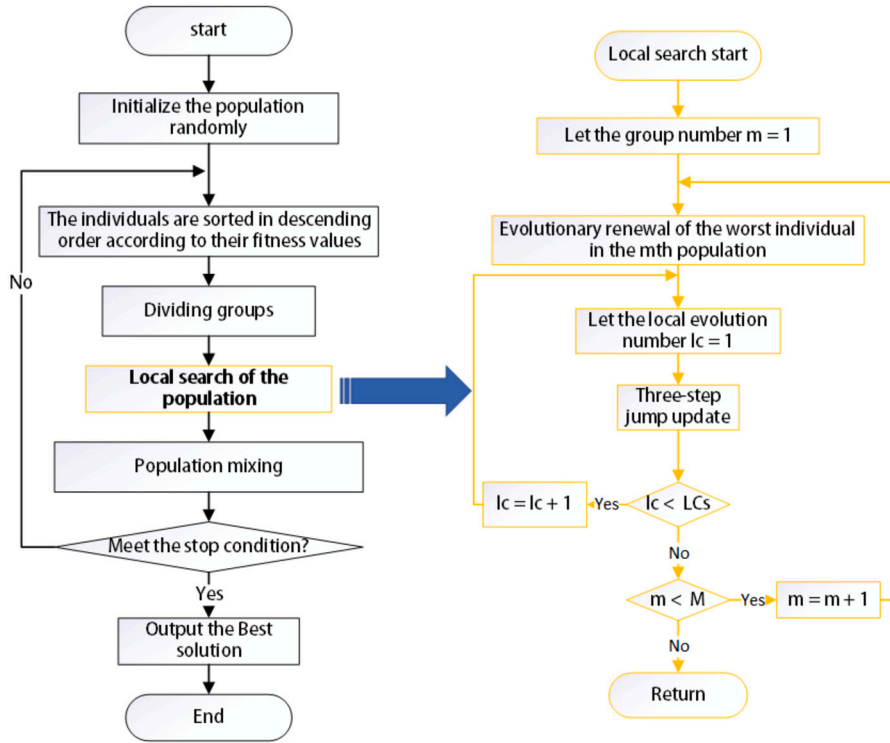 start
Initialize the population
randomly
The individuals are sorted in descending
order according to their fitness values
No
Dividing groups
Local search of the
population
Population mixing
Meet the stop condition?
Yes
Output the Best
solution
End
Local search start
Let the group number m = 1
Evolutionary renewal of the worst individual
in the mth population
Let the local evolution
number lc = 1
Three-step
jump update
lc = lc + 1
Yes
lc < LCs
No
m < M
Yes
m = m + 1
No
Return